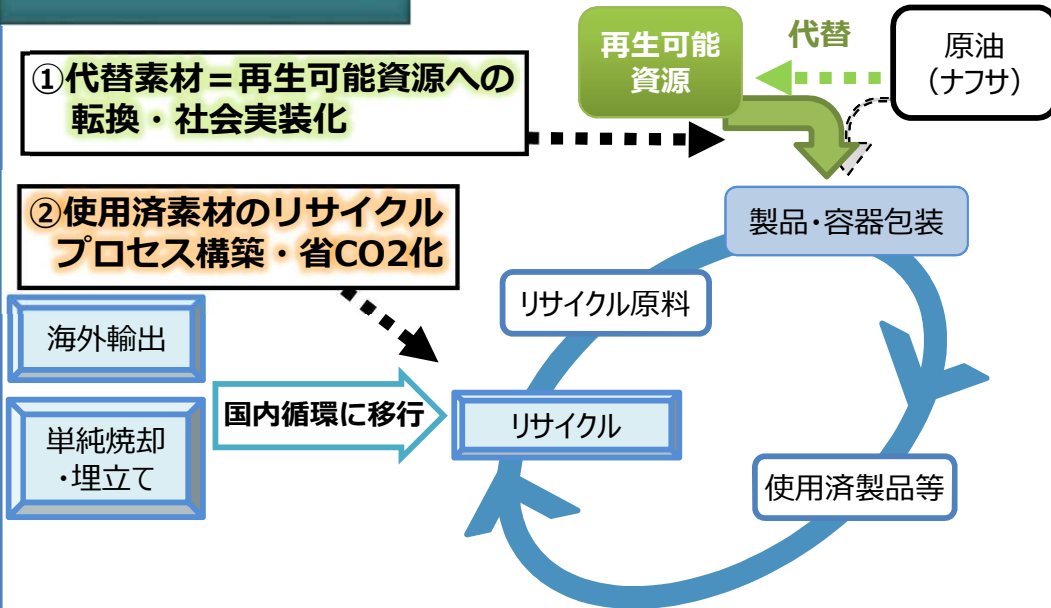 ①代替素材=再生可能資源への
転換・社会実装化
再生可能
資源
代替
原油
(ナフサ)
②使用済素材のリサイクル
プロセス構築・省CO2化
製品・容器包装
リサイクル原料
海外輸出
国内循環に移行
リサイクル
単純焼却
・埋立て
使用済製品等